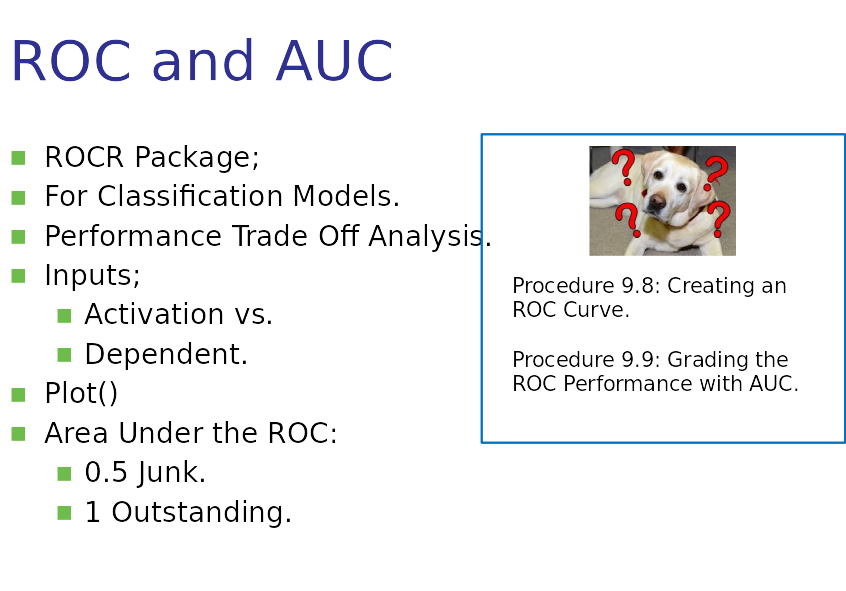 ROC and AUC
ROCR Package;
For Classification Models.
Performance Trade Off Analysis.
Inputs;
Activation vs.
Dependent.
Plot()
Area Under the ROC:
0.5 Junk.
1 Outstanding.
? ? ? ?
Procedure 9.8: Creating an
ROC Curve.
Procedure 9.9: Grading the
ROC Performance with AUC.